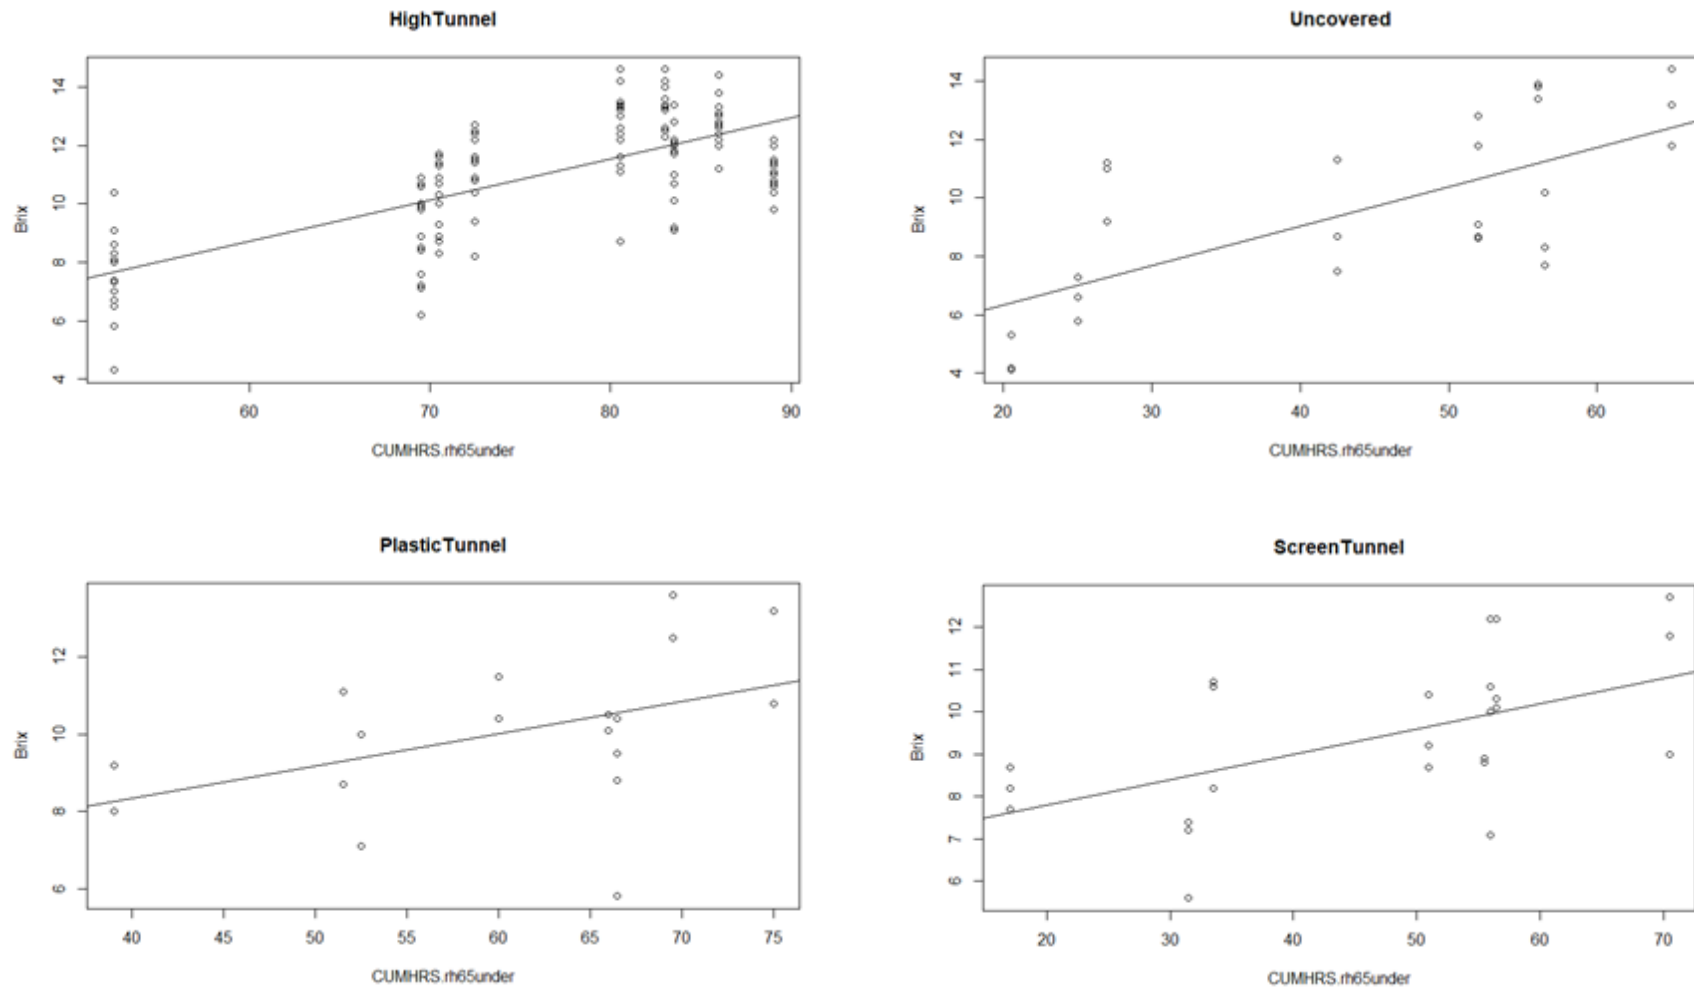 HighTunnel
Brix
4 6 8 10 12 14
60 70 80 90
CUMHRS.rh65under
Uncovered
Brix
4 6 8 10 12 14
20 30 40 50 60
CUMHRS.rh65under
PlasticTunnel
Brix
6 8 10 12
40 45 50 55 60 65 70 75
CUMHRS.rh65under
ScreenTunnel
Brix
6 7 8 9 10 11 12
20 30 40 50 60 70
CUMHRS.rh65under